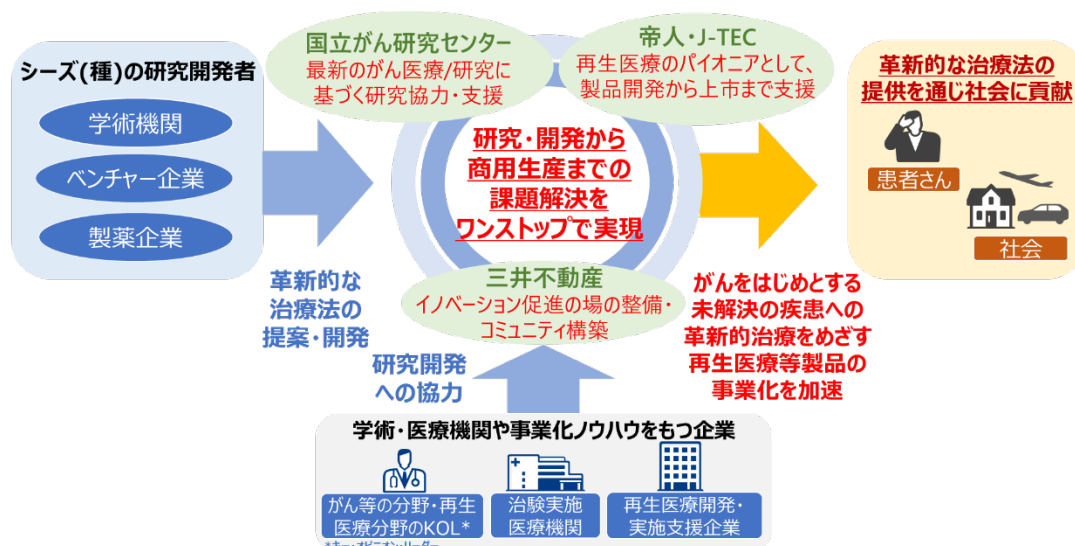 シーズ(種)の研究開発者
学術機関
ベンチャー企業
製薬企業
革新的な
治療法の
提案・開発
国立がん研究センター
最新のがん医療/研究に
基づく研究協力・支援
帝人・J-TEC
再生医療のパイオニアとして、
製品開発から上市まで支援
研究・開発から
商用生産までの
課題解決を
ワンストップで実現
三井不動産
イノベーション促進の場の整備・
コミュニティ構築
革新的な治療法の
提供を通じ社会に貢献
患者さん
社会
がんをはじめとする
未解決の疾患への
革新的治療をめざす
再生医療等製品の
事業化を加速
研究開発
への協力
学術・医療機関や事業化ノウハウをもつ企業
がん等の分野・再生
医療分野のKOL*
治験実施
医療機関
再生医療開発・
実施支援企業
*キー・オピニオン・リーダー